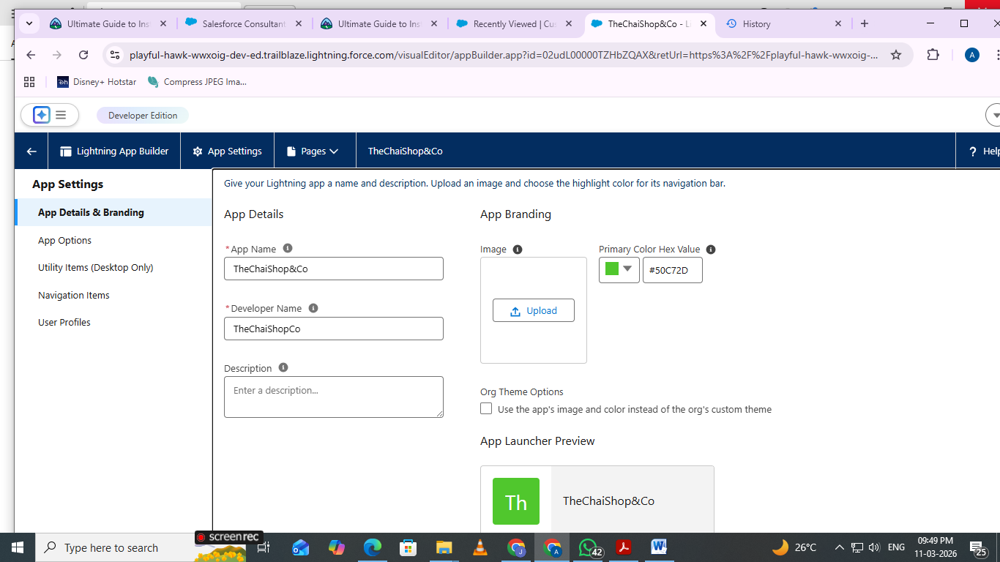 Ultimate Guide to Ins
Salesforce Consultant
Ultimate Guide to Ins
Recently Viewed | Cus
TheChaiShop&Co - Li
History
playful-hawk-wwxoig-dev-ed.trailblaze.lightning.force.com/visualEditor/appBuilder.app?id=02udL00000TZHbZQAX&retUrl=https%3A%2F%2Fplayful-hawk-wwxoig-...
A
Disney+ Hotstar
Compress JPEG Ima...
Developer Edition
Lightning App Builder
App Settings
Pages
TheChaiShop&Co
? Help
App Settings
App Details & Branding
App Options
Utility Items (Desktop Only)
Navigation Items
User Profiles
Give your Lightning app a name and description. Upload an image and choose the highlight color for its navigation bar.
App Details
App Branding
*App Name
TheChaiShop&Co
*Developer Name
TheChaiShopCo
Description
Enter a description...
Image
Upload
Primary Color Hex Value
#50C72D
Org Theme Options
Use the app's image and color instead of the org's custom theme
App Launcher Preview
Th
TheChaiShop&Co
screenrec
Type here to search
J
A
42
26°C
ENG
09:49 PM
11-03-2026
25